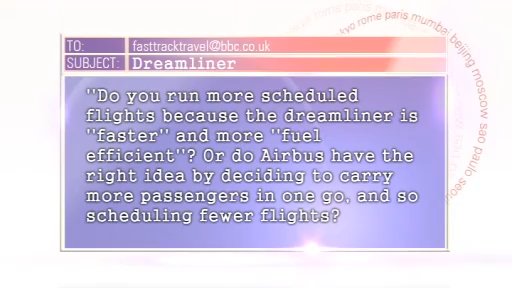 TO: fasttracktravel@bbc.co.uk
SUBJECT: Dreamliner
"Do you run more scheduled
flights because the dreamliner is
"faster" and more "fuel
efficient"? Or do Airbus have the
right idea by deciding to carry
more passengers in one go, and so
scheduling fewer flights?
rome paris mumbai beijing moscow sao paulo